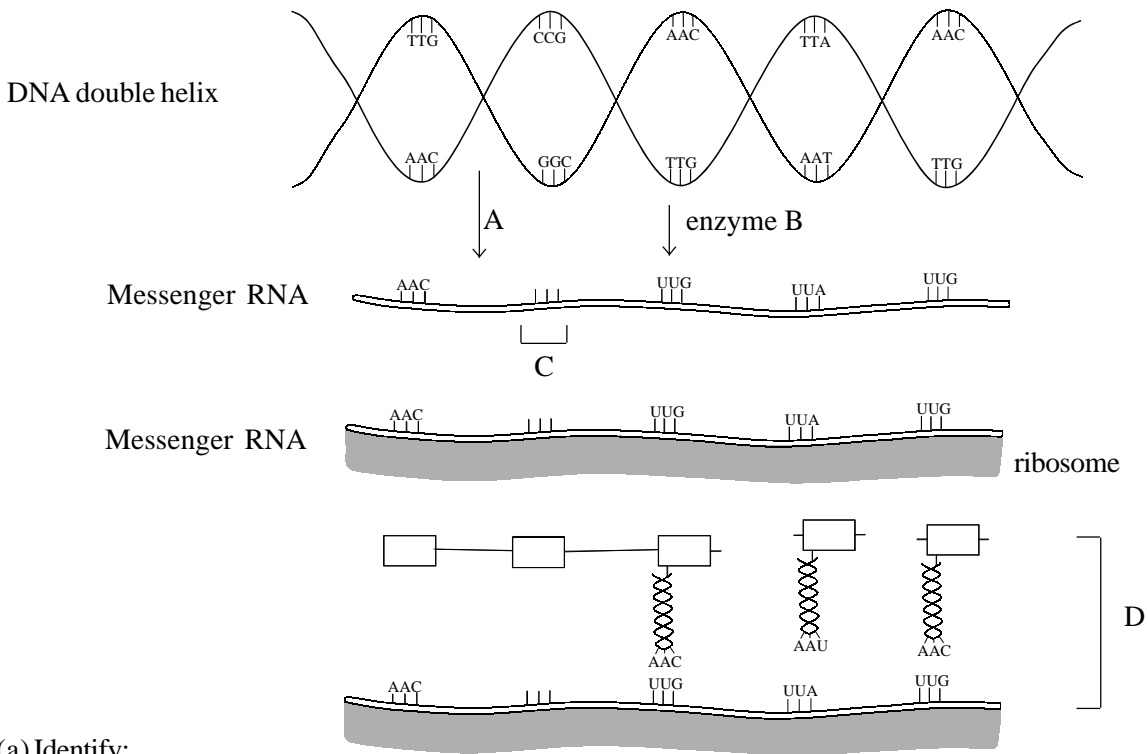 TTG CCG AAC TTA AAC
DNA double helix
AAC GGC TTG AAT TTG
A enzyme B
Messenger RNA AAC UUG UUA UUG
C
Messenger RNA AAC UUG UUA UUG
ribosome
D
AAC AAU AAC
AAC UUG UUA UUG
(a) Identify: